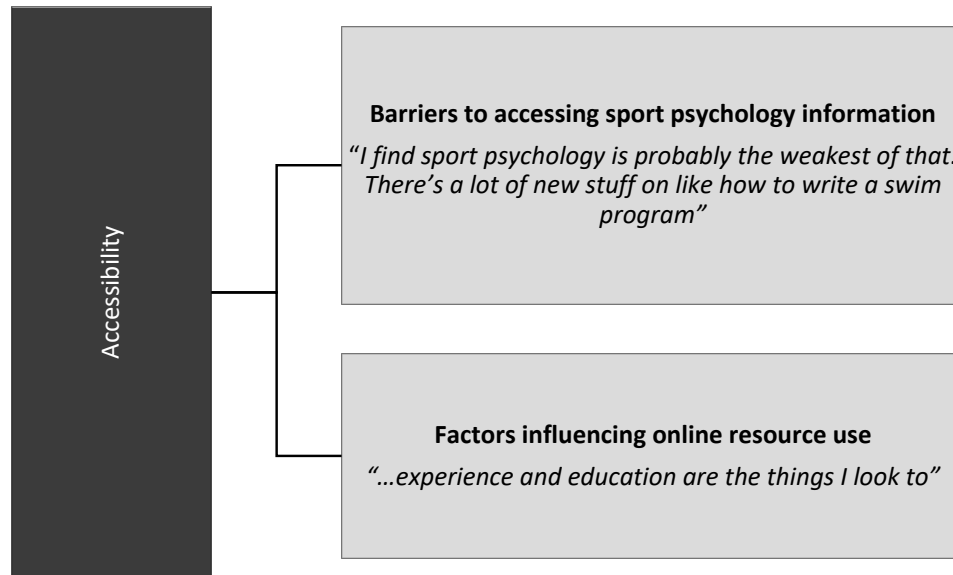 Accessibility
Barriers to accessing sport psychology information
“I find sport psychology is probably the weakest of that.
There’s a lot of new stuff on like how to write a swim
program”
Factors influencing online resource use
“…experience and education are the things I look to”